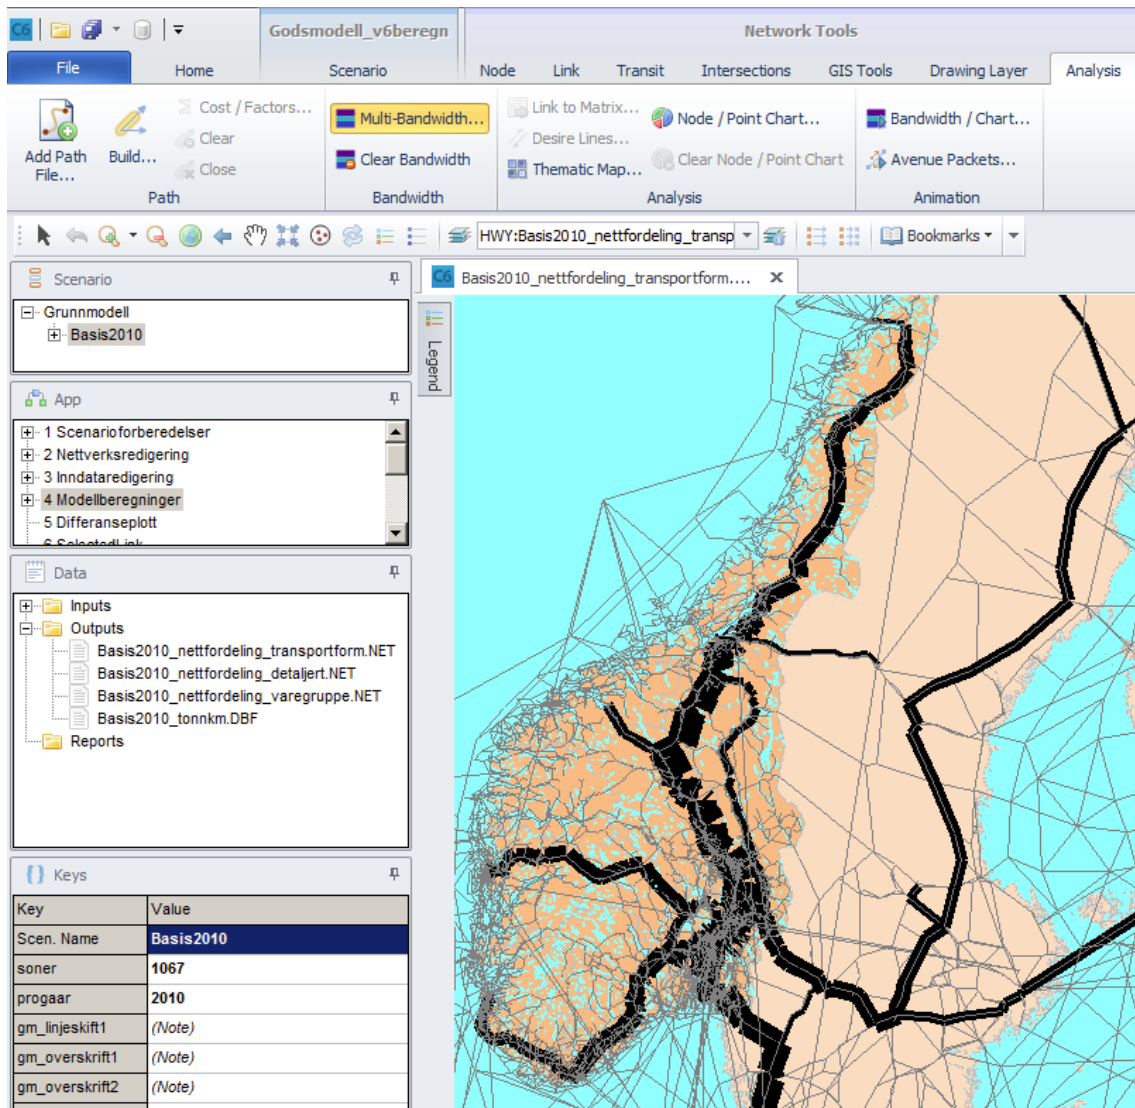 C6
Godsmodell_v6beregn
Network Tools
File
Home
Scenario
Node
Link
Transit
Intersections
GIS Tools
Drawing Layer
Analysis
Add Path File...
Build...
Σ Cost / Factors...
Clear
Close
Path
Multi-Bandwidth...
Clear Bandwidth
Bandwidth
Link to Matrix...
Desire Lines...
Thematic Map...
Node / Point Chart...
Clear Node / Point Chart
Analysis
Bandwidth / Chart...
Avenue Packets...
Animation
HWY:Basis2010_nettfordeling_transp
Bookmarks
Scenario
Grunnmodell
Basis2010
App
1 Scenarioforberedelser
2 Nettverksredigering
3 Inndataredigering
4 Modellberegninger
5 Differanseplott
6 SelectedLink
Data
Inputs
Outputs
Basis2010_nettfordeling_transportform.NET
Basis2010_nettfordeling_detaljert.NET
Basis2010_nettfordeling_varegruppe.NET
Basis2010_tonnkm.DBF
Reports
{} Keys
Key Value
Scen. Name Basis2010
soner 1067
progaar 2010
gm_linjeskift1 (Note)
gm_overskrift1 (Note)
gm_overskrift2 (Note)
C6 Basis2010_nettfordeling_transportform.... X
Legend